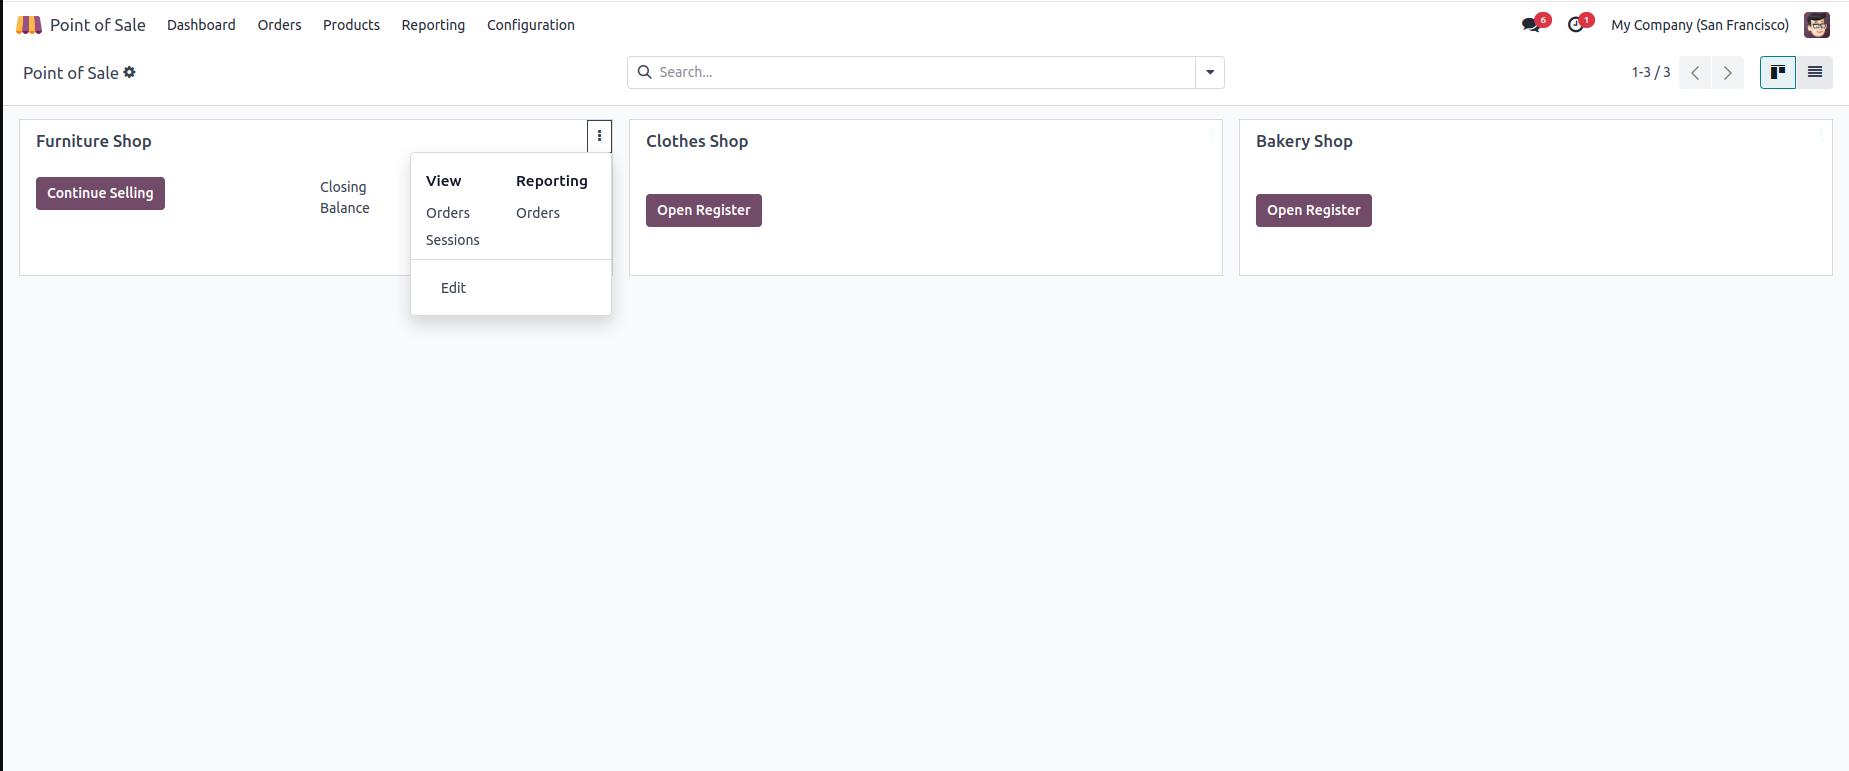 Point of Sale Dashboard Orders Products Reporting Configuration 6 1 My Company (San Francisco)
Point of Sale Search... 1-3 / 3
Furniture Shop Clothes Shop Bakery Shop
View Reporting
Continue Selling Closing Orders Orders Open Register Open Register
Balance
Sessions
Edit